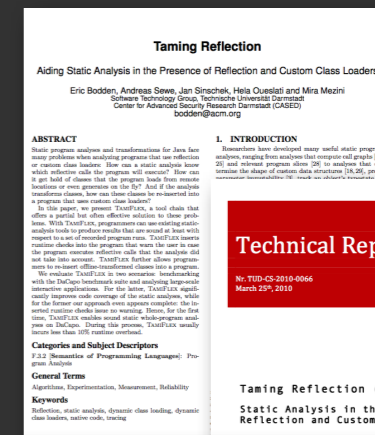 Taming Reflection
Aiding Static Analysis in the Presence of Reflection and Custom Class Loaders
Eric Bodden, Andreas Sewe, Jan Sinschek, Hela Oueslati and Mira Mezini
Software Technology Group, Technische Universität Darmstadt
Center for Advanced Security Research Darmstadt (CASED)
bodden@acm.org
ABSTRACT
Static program analyses and transformations for Java face
many problems when analyzing programs that use reflection
or custom class loaders: How can a static analysis know
which reflective calls the program will execute? How can
it get hold of classes that the program loads from remote
locations or even generates on the fly? And if the analysis
transforms classes, how can these classes be re-inserted into
a program that uses custom class loaders?
In this paper, we present TAMIFLEX, a tool chain that
offers a partial but often effective solution to these prob-
lems. With TAMIFLEX, programmers can use existing static-
analysis tools to produce results that are sound at least with
respect to a set of recorded program runs. TAMIFLEX inserts
runtime checks into the program that warn the user in case
the program executes reflective calls that the analysis did
not take into account. TAMIFLEX further allows program-
mers to re-insert offline-transformed classes into a program.
We evaluate TAMIFLEX in two scenarios: benchmarking
with the DaCapo benchmark suite and analysing large-scale
interactive applications. For the latter, TAMIFLEX signifi-
cantly improves code coverage of the static analyses, while
for the former our approach even appears complete: the in-
serted runtime checks issue no warning. Hence, for the first
time, TAMIFLEX enables sound static whole-program anal-
yses on DaCapo. During this process, TAMIFLEX usually
incurs less than 10% runtime overhead.
Categories and Subject Descriptors
F.3.2 [Semantics of Programming Languages]: Pro-
gram Analysis
General Terms
Algorithms, Experimentation, Measurement, Reliability
Keywords
Reflection, static analysis, dynamic class loading, dynamic
class loaders, native code, tracing
1. INTRODUCTION
Researchers have developed many useful static progr
analyses, ranging from analyses that compute call graphs [
25] and relevant program slices [28] to analyses that
termine the shape of custom data structures [18,29],
Technical Rep
Nr. TUD-CS-2010-0066
March 25th, 2010
Taming Reflection
Static Analysis in th
Reflection and Custom